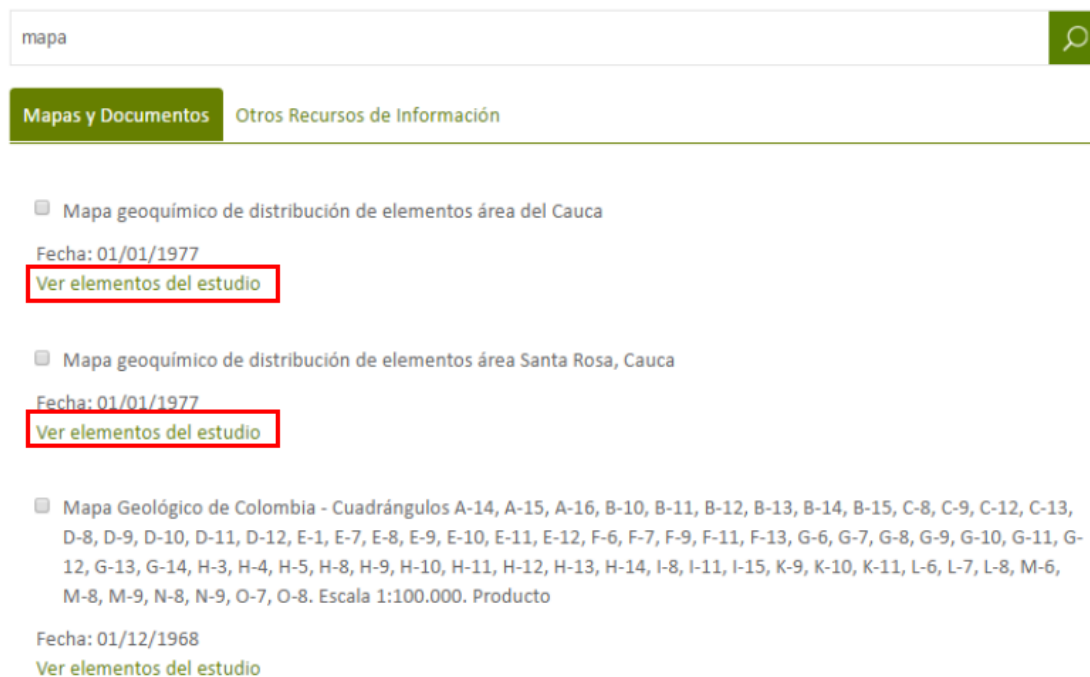 mapa
Mapas y Documentos Otros Recursos de Información
Mapa geoquímico de distribución de elementos área del Cauca
Fecha: 01/01/1977
Ver elementos del estudio
Mapa geoquímico de distribución de elementos área Santa Rosa, Cauca
Fecha: 01/01/1977
Ver elementos del estudio
Mapa Geológico de Colombia - Cuadrángulos A-14, A-15, A-16, B-10, B-11, B-12, B-13, B-14, B-15, C-8, C-9, C-12, C-13,
D-8, D-9, D-10, D-11, D-12, E-1, E-7, E-8, E-9, E-10, E-11, E-12, F-6, F-7, F-9, F-11, F-13, G-6, G-7, G-8, G-9, G-10, G-11, G-
12, G-13, G-14, H-3, H-4, H-5, H-8, H-9, H-10, H-11, H-12, H-13, H-14, I-8, I-11, I-15, K-9, K-10, K-11, L-6, L-7, L-8, M-6,
M-8, M-9, N-8, N-9, O-7, O-8. Escala 1:100.000. Producto
Fecha: 01/12/1968
Ver elementos del estudio